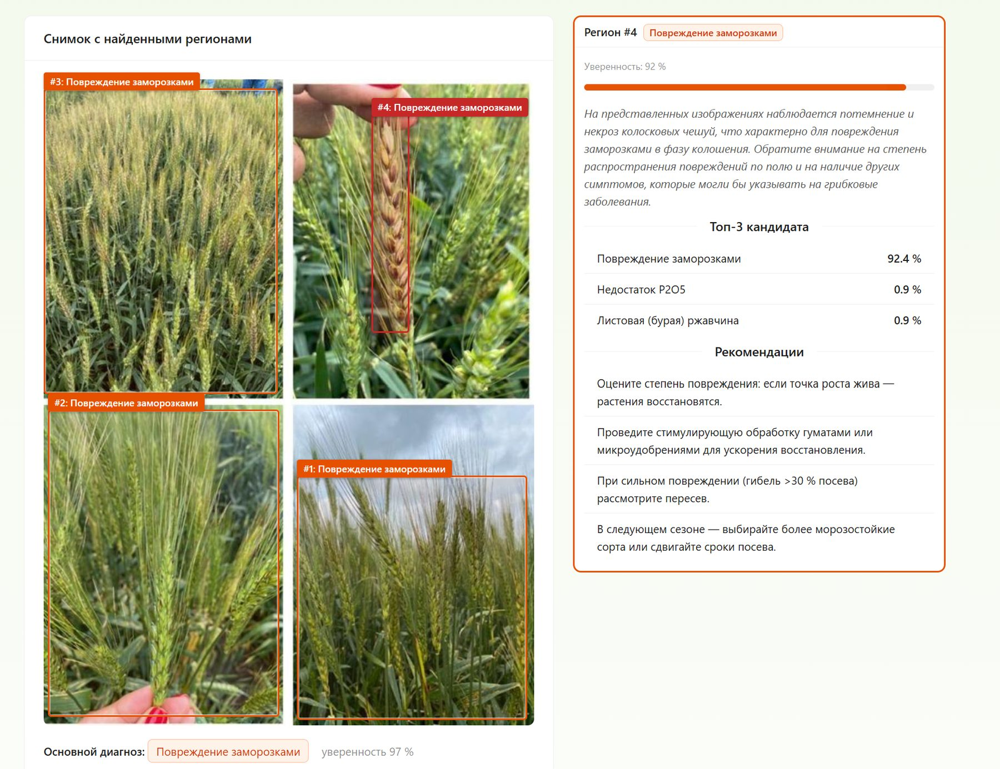 Снимок с найденными регионами
#3: Повреждение заморозками
#4: Повреждение заморозками
#2: Повреждение заморозками
#1: Повреждение заморозками
Основной диагноз: Повреждение заморозками уверенность 97 %
Регион #4 Повреждение заморозками
Уверенность: 92 %
На представленных изображениях наблюдается потемнение и
некроз колосковых чешуй, что характерно для повреждения
заморозками в фазу колошения. Обратите внимание на степень
распространения повреждений по полю и на наличие других
симптомов, которые могли бы указывать на грибковые
заболевания.
Топ-3 кандидата
Повреждение заморозками 92.4 %
Недостаток P2O5 0.9 %
Листовая (бурая) ржавчина 0.9 %
Рекомендации
Оцените степень повреждения: если точка роста жива —
растения восстановятся.
Проведите стимулирующую обработку гуматами или
микроудобрениями для ускорения восстановления.
При сильном повреждении (гибель >30 % посева)
рассмотрите пересев.
В следующем сезоне — выбирайте более морозостойкие
сорта или сдвигайте сроки посева.